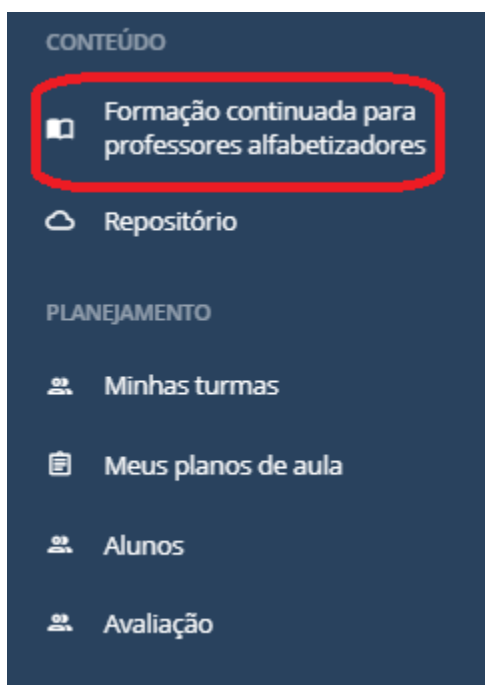 CONTEÚDO
Formação continuada para
professores alfabetizadores
Repositório
PLANEJAMENTO
Minhas turmas
Meus planos de aula
Alunos
Avaliação